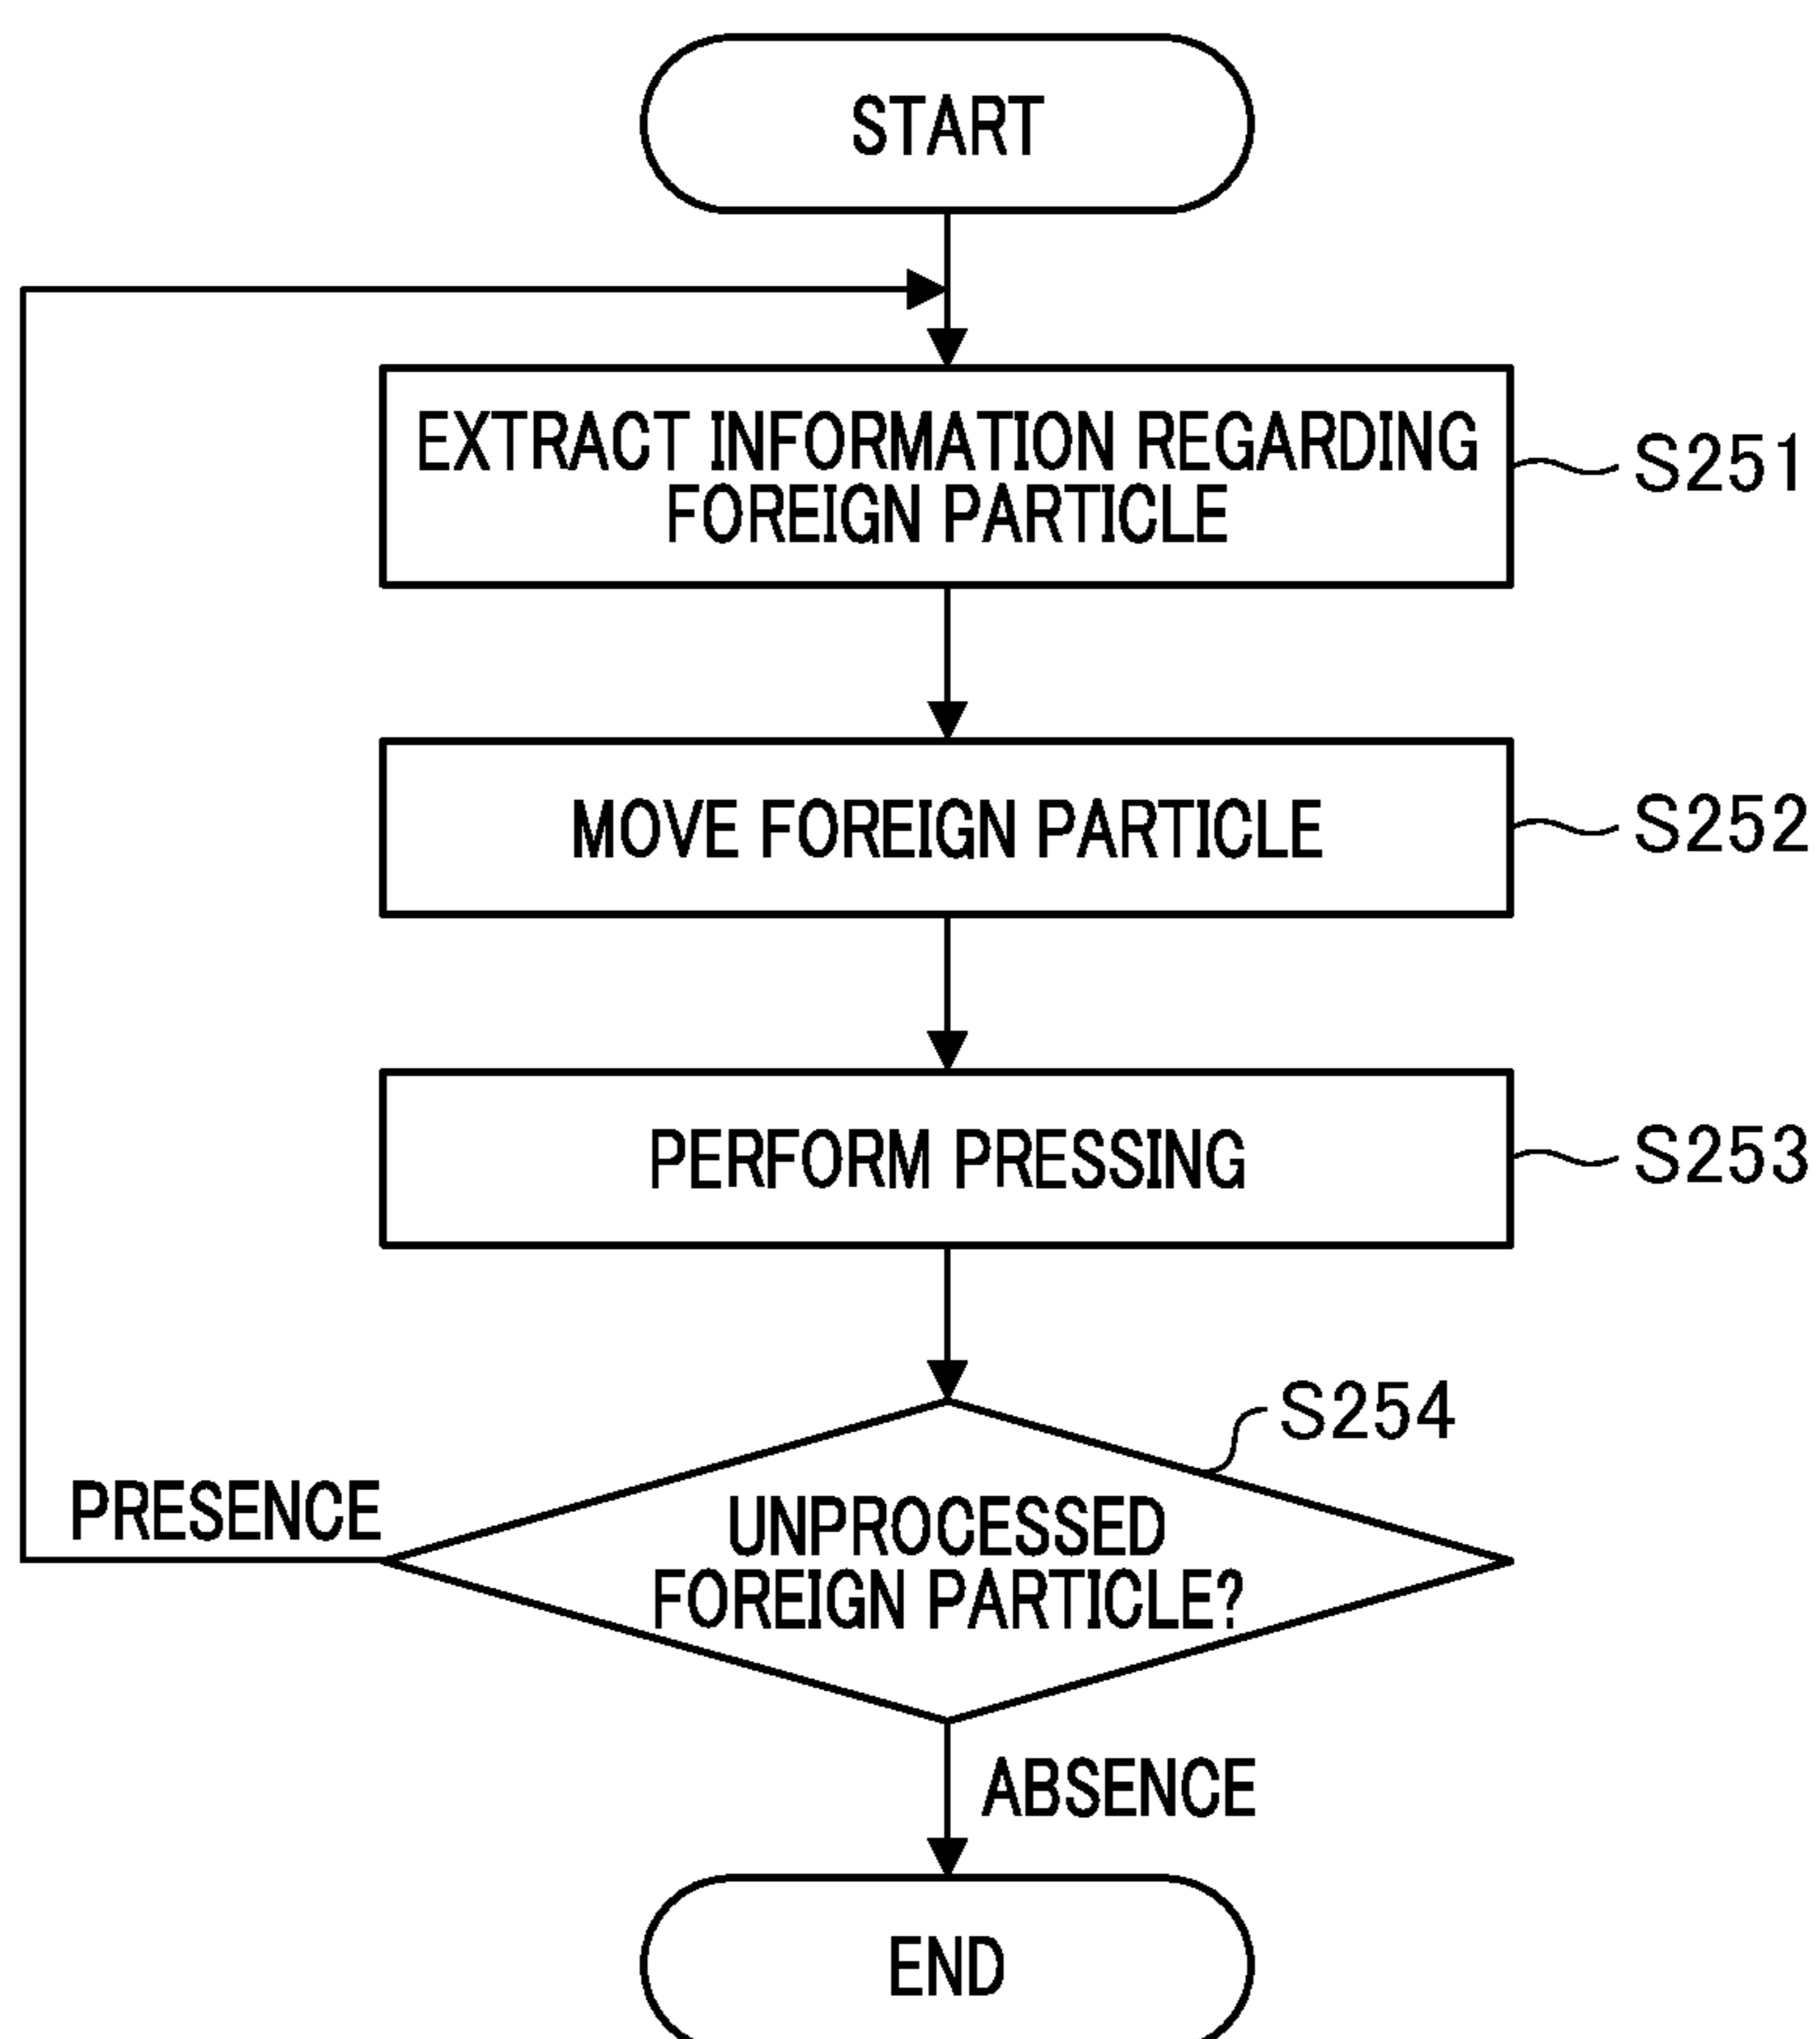 START
EXTRACT INFORMATION REGARDING
FOREIGN PARTICLE
S251
MOVE FOREIGN PARTICLE
S252
PERFORM PRESSING
S253
S254
UNPROCESSED
FOREIGN PARTICLE?
PRESENCE
ABSENCE
END